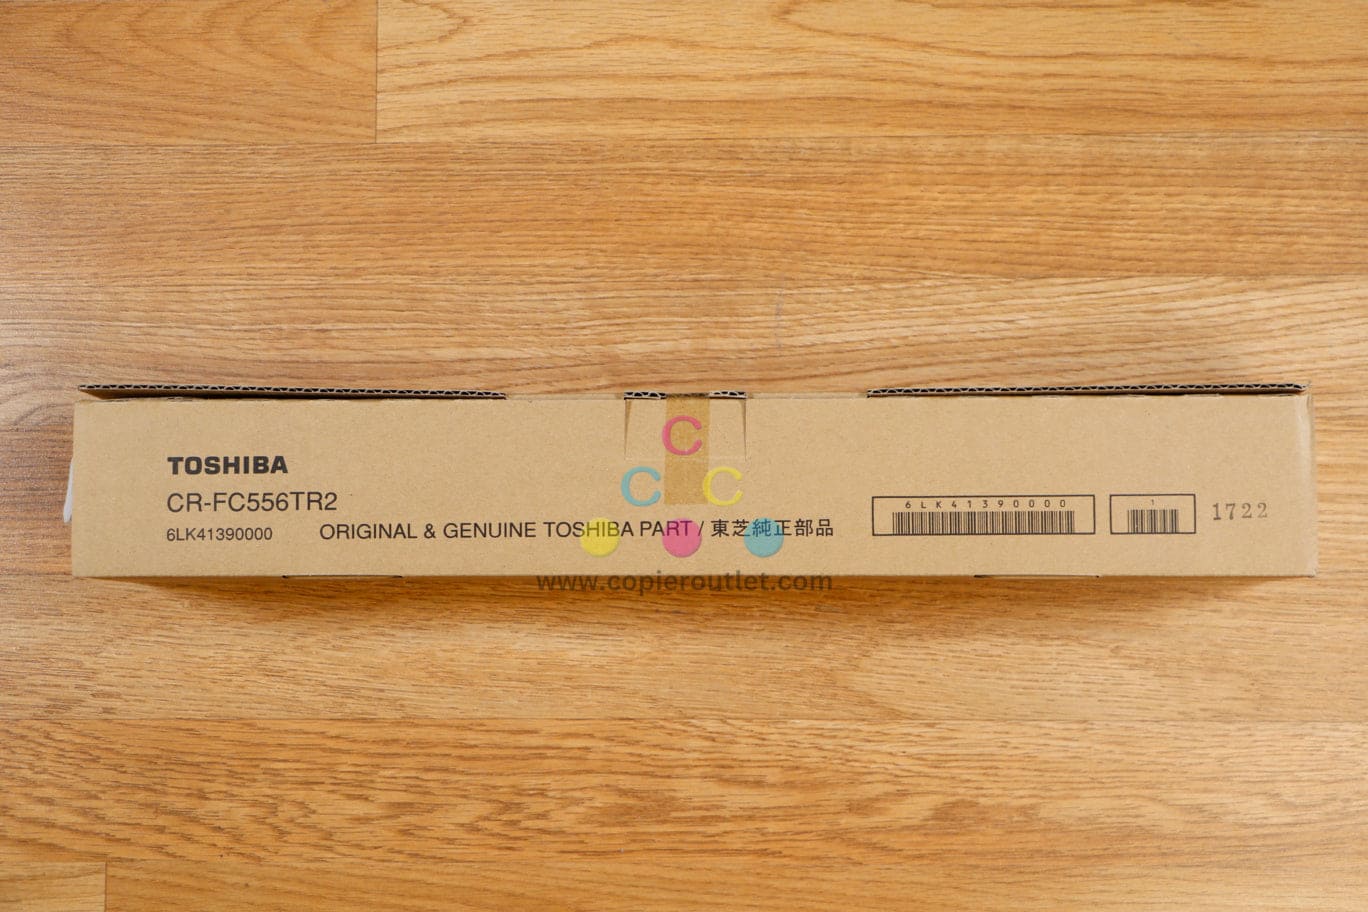 TOSHIBA
CR-FC556TR2
6LK41390000
ORIGINAL & GENUINE TOSHIBA PART / 東芝純正部品
6LK41390000
1
1722
C
C C
www.copieroutlet.com